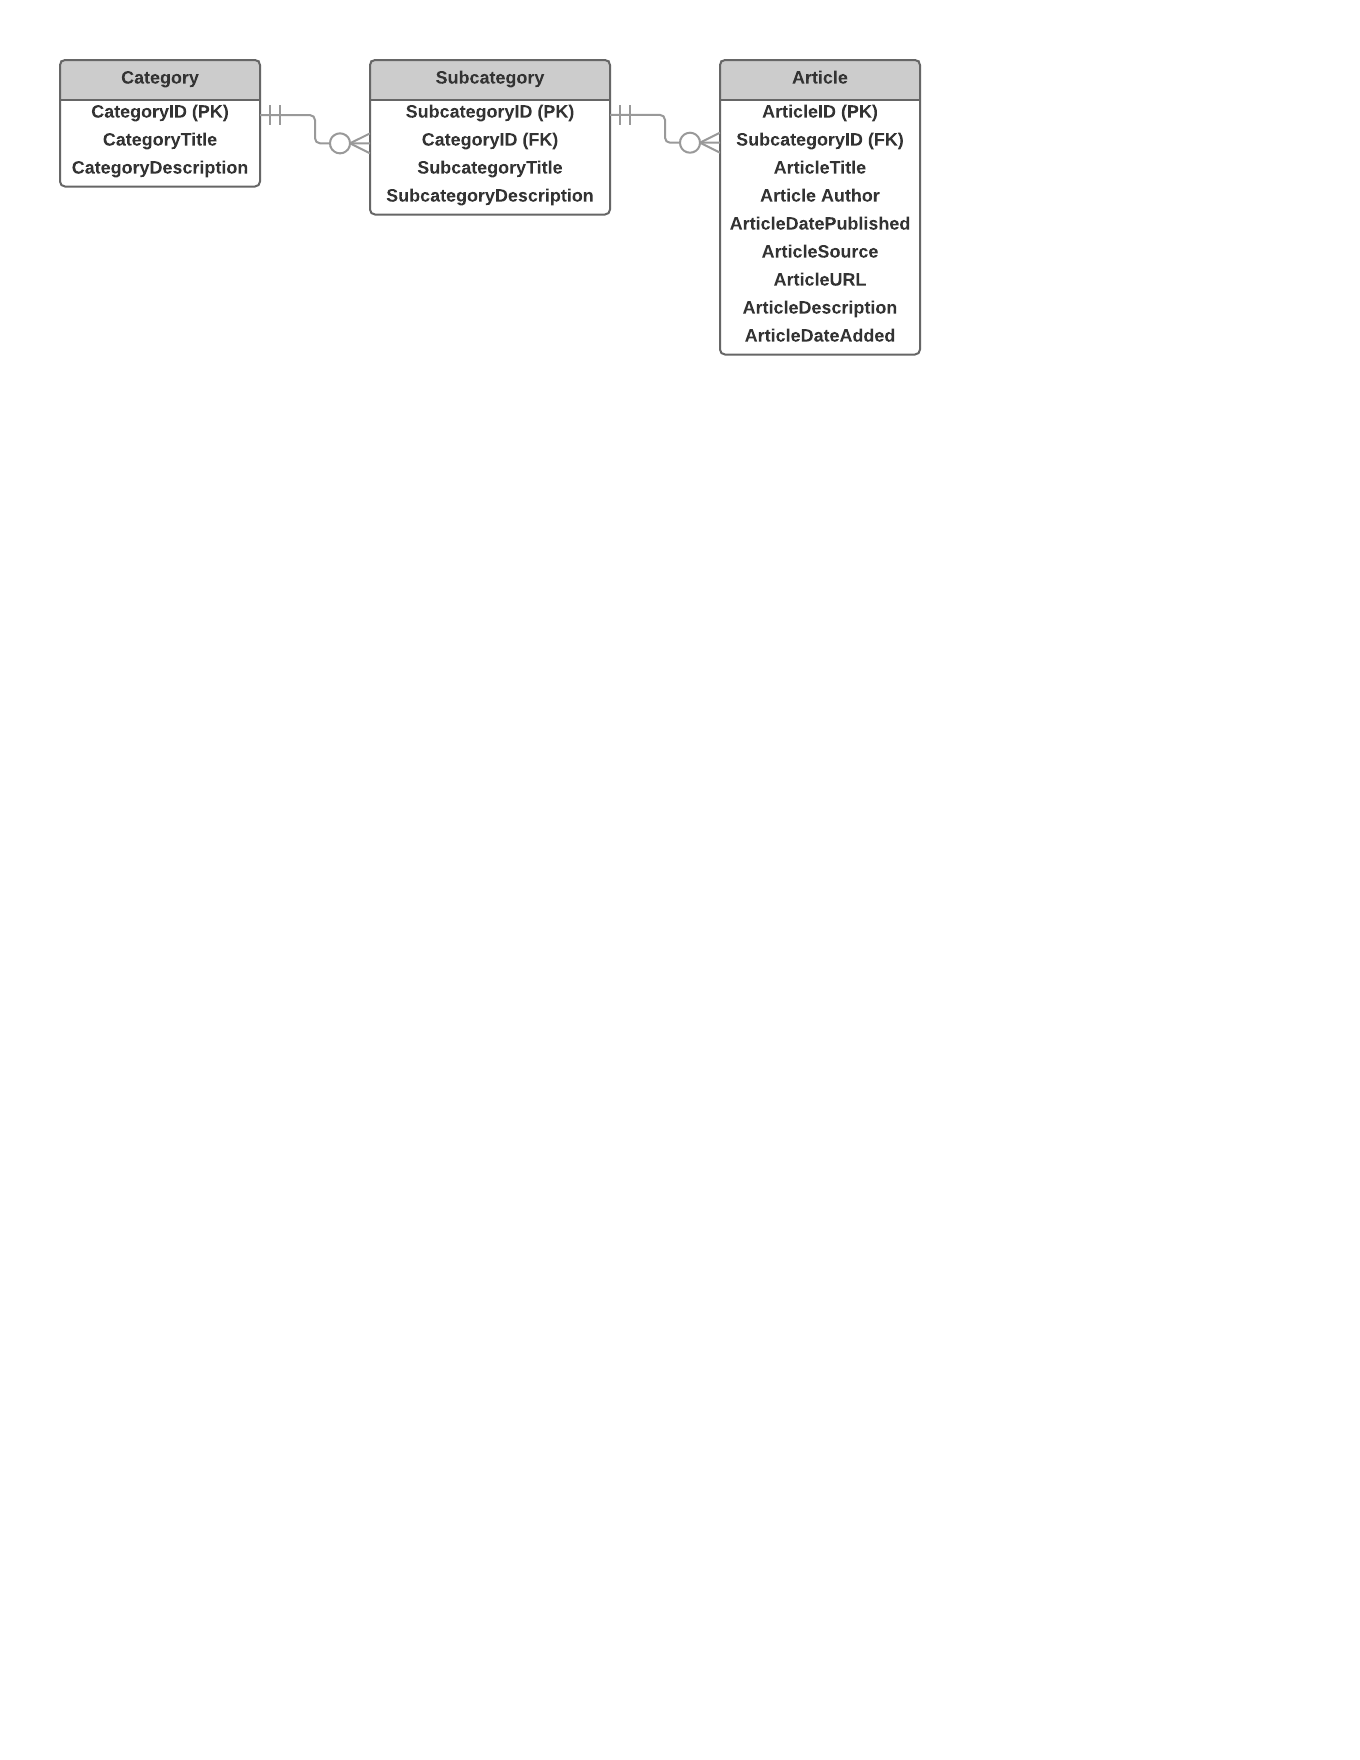 Category
CategoryID (PK)
CategoryTitle
CategoryDescription
Subcategory
SubcategoryID (PK)
CategoryID (FK)
SubcategoryTitle
SubcategoryDescription
Article
ArticleID (PK)
SubcategoryID (FK)
ArticleTitle
Article Author
ArticleDatePublished
ArticleSource
ArticleURL
ArticleDescription
ArticleDateAdded